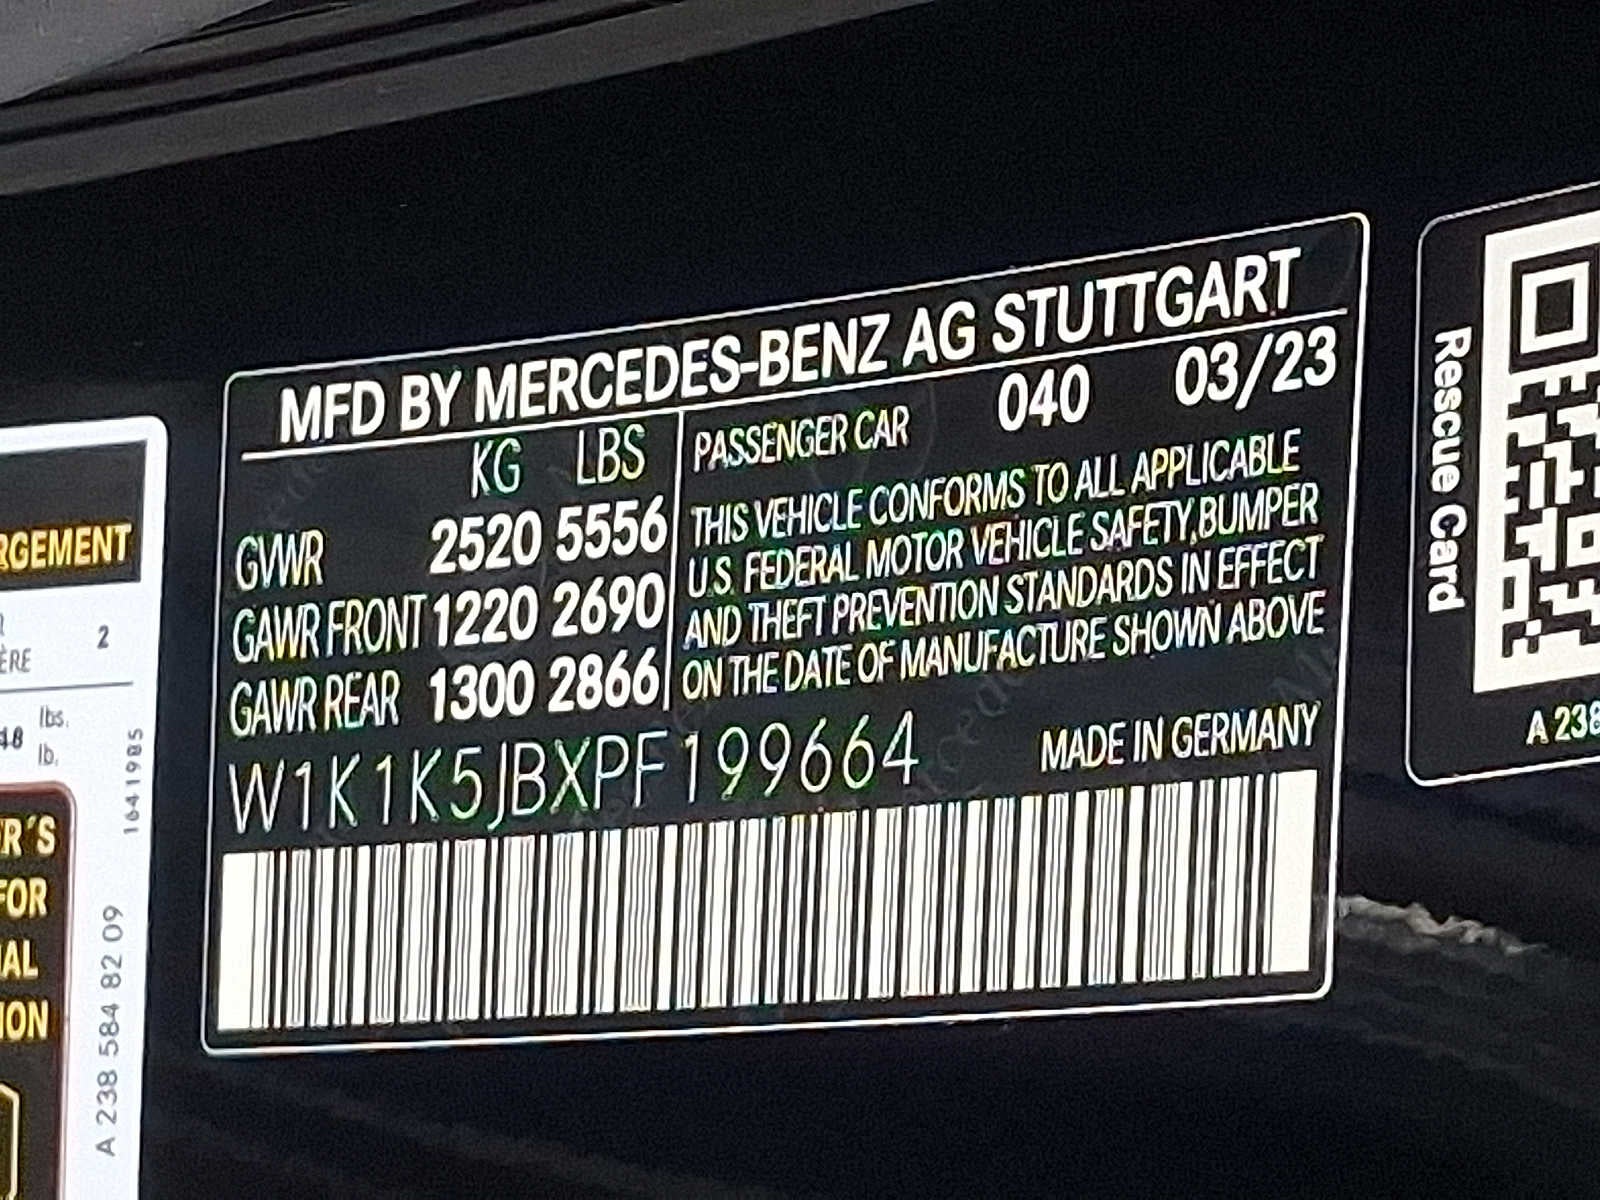 MFD BY MERCEDES-BENZ AG STUTTGART
KG LBS
GVWR 2520 5556
GAWR FRONT 1220 2690
GAWR REAR 1300 2866
PASSENGER CAR 040 03/23
THIS VEHICLE CONFORMS TO ALL APPLICABLE
U.S. FEDERAL MOTOR VEHICLE SAFETY,BUMPER
AND THEFT PREVENTION STANDARDS IN EFFECT
ON THE DATE OF MANUFACTURE SHOWN ABOVE
W1K1K5JBXPF199664
MADE IN GERMANY
RGEMENT
2
ÈRE
lbs.
lb.
1641985
R'S
FOR
IAL
ION
A 238 584 82 09
Rescue Card
A 238